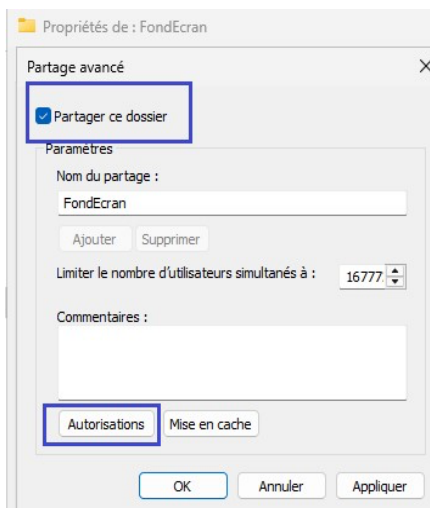 Propriétés de : FondEcran
Partage avancé
Partager ce dossier
Paramètres
Nom du partage :
FondEcran
Ajouter Supprimer
Limiter le nombre d'utilisateurs simultanés à : 16777
Commentaires :
Autorisations Mise en cache
OK Annuler Appliquer